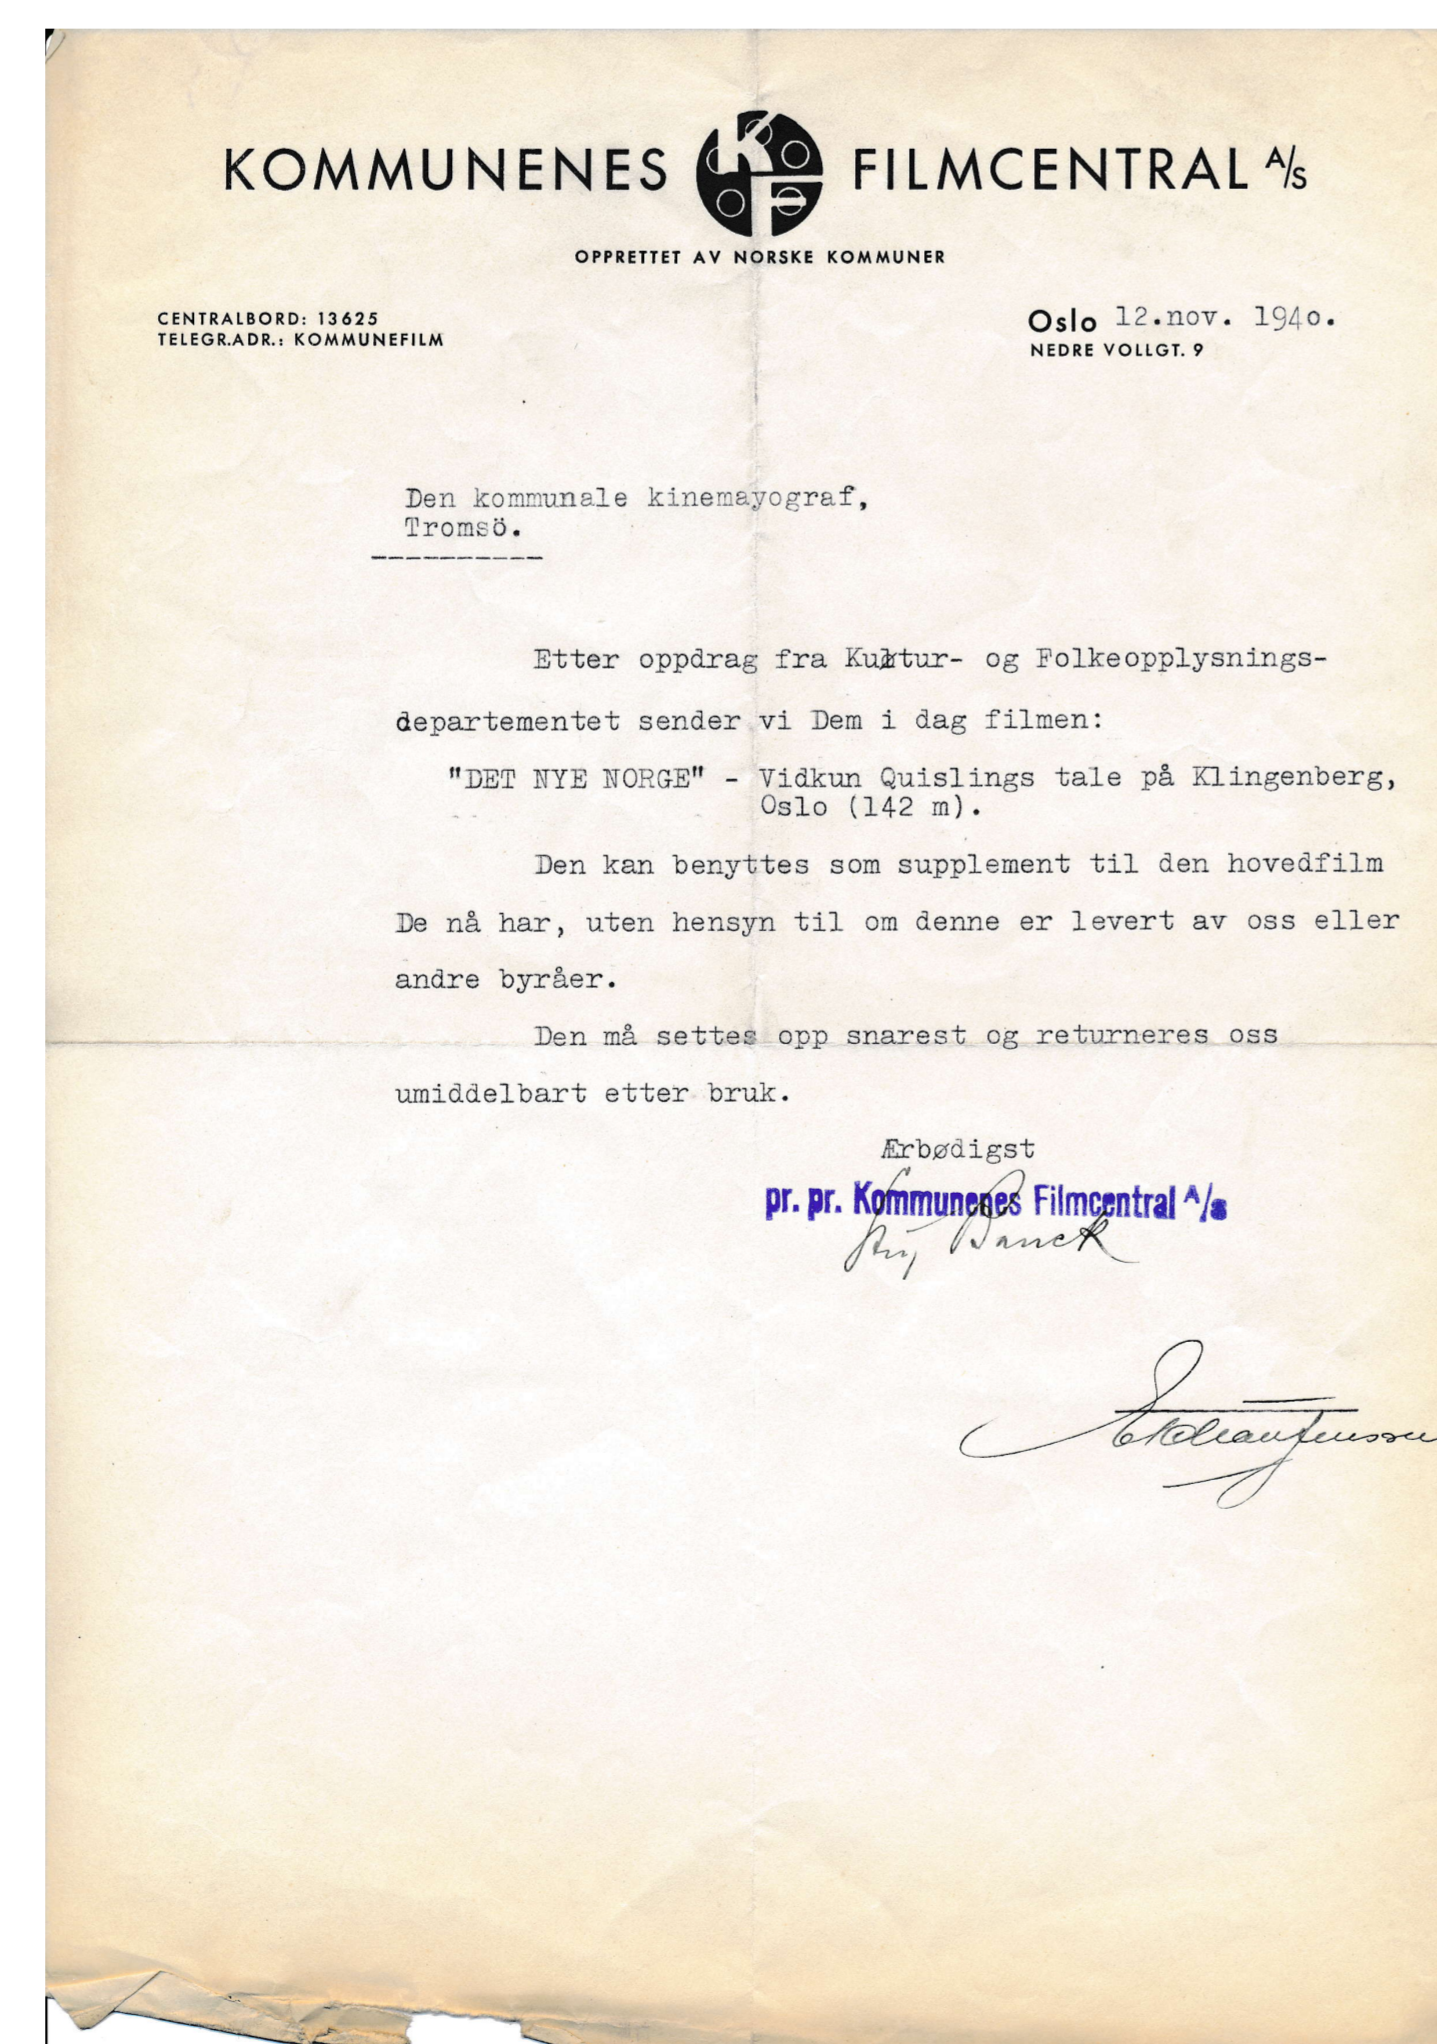 KOMMUNENES KF FILMCENTRAL A/S
OPPRETTET AV NORSKE KOMMUNER
CENTRALBORD: 13625
TELEGR.ADR.: KOMMUNEFILM
Oslo 12.nov. 1940.
NEDRE VOLLGT. 9
Den kommunale kinemayograf,
Tromsö.
----------
Etter oppdrag fra Kultur- og Folkeopplysnings-
departementet sender vi Dem i dag filmen:
"DET NYE NORGE" - Vidkun Quislings tale på Klingenberg,
Oslo (142 m).
Den kan benyttes som supplement til den hovedfilm
De nå har, uten hensyn til om denne er levert av oss eller
andre byråer.
Den må settes opp snarest og returneres oss
umiddelbart etter bruk.
Ærbødigst
pr. pr. Kommunenes Filmcentral A/s